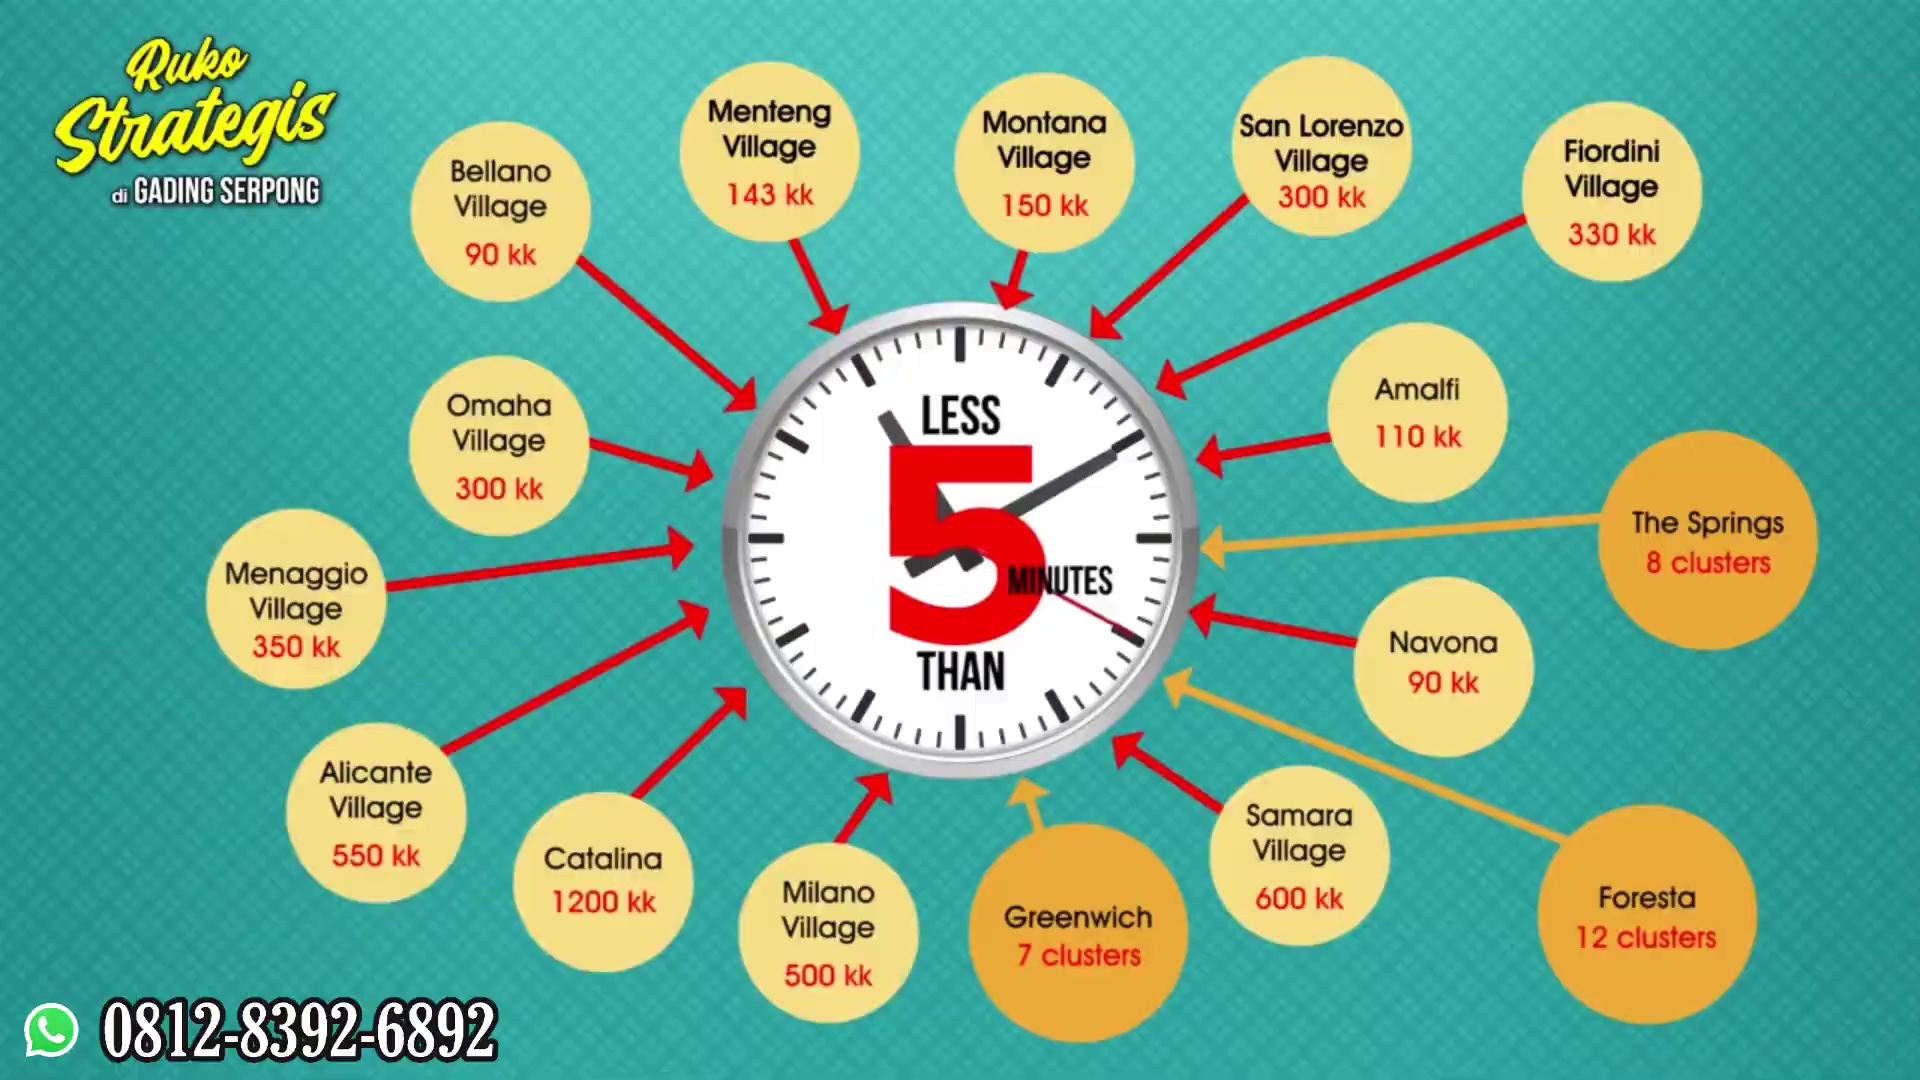 Ruko
Strategis
di GADING SERPONG
Bellano
Village
90 kk
Menteng
Village
143 kk
Montana
Village
150 kk
San Lorenzo
Village
300 kk
Fiordini
Village
330 kk
Omaha
Village
300 kk
LESS
5
MINUTES
THAN
Amalfi
110 kk
The Springs
8 clusters
Menaggio
Village
350 kk
Navona
90 kk
Alicante
Village
550 kk
Catalina
1200 kk
Milano
Village
500 kk
Greenwich
7 clusters
Samara
Village
600 kk
Foresta
12 clusters
0812-8392-6892